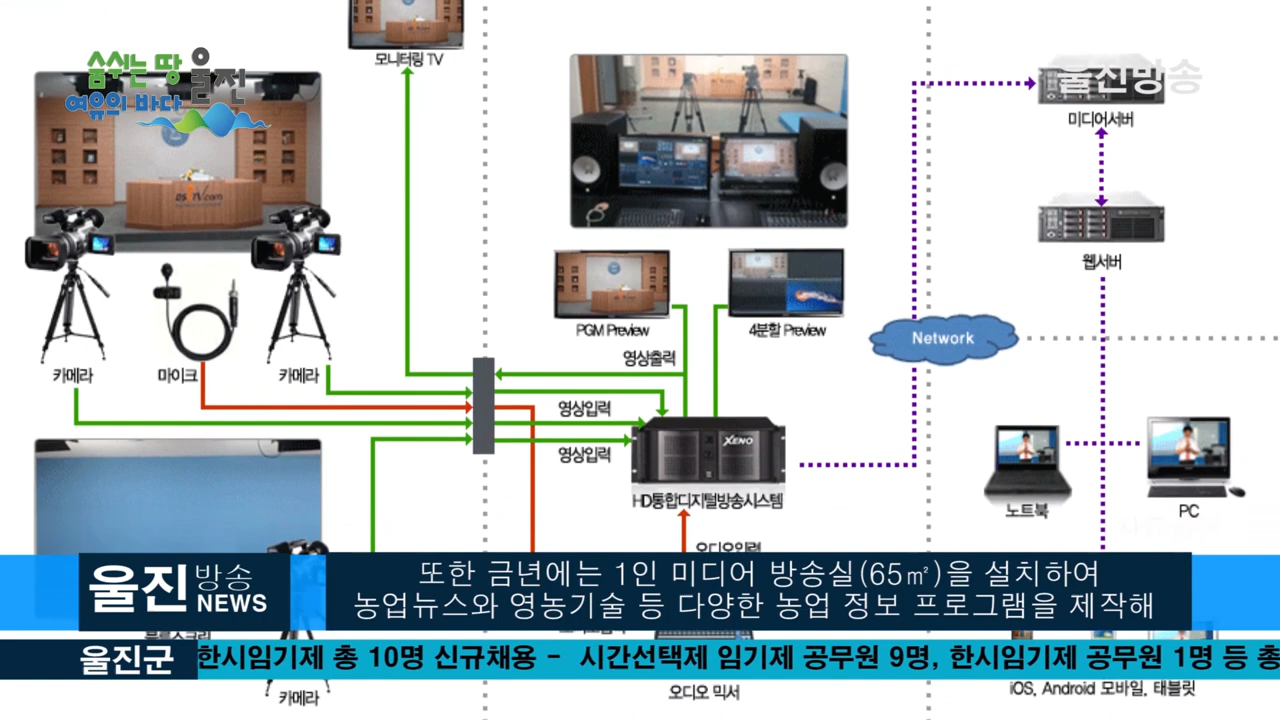 모니터링 TV
숨쉬는 땅 울진
여유의 바다
울진방송
미디어서버
DSTV.com
웹서버
PGM Preview
4분할 Preview
Network
영상출력
카메라
마이크
카메라
영상입력
영상입력
XENO
HD통합디지털방송시스템
노트북
PC
오디오입력
울진 방송 NEWS
또한 금년에는 1인 미디어 방송실(65㎡)을 설치하여
농업뉴스와 영농기술 등 다양한 농업 정보 프로그램을 제작해
블루스크린
울진군
한시임기제 총 10명 신규채용 - 시간선택제 임기제 공무원 9명, 한시임기제 공무원 1명 등 총
카메라
오디오 믹서
iOS, Android 모바일, 태블릿